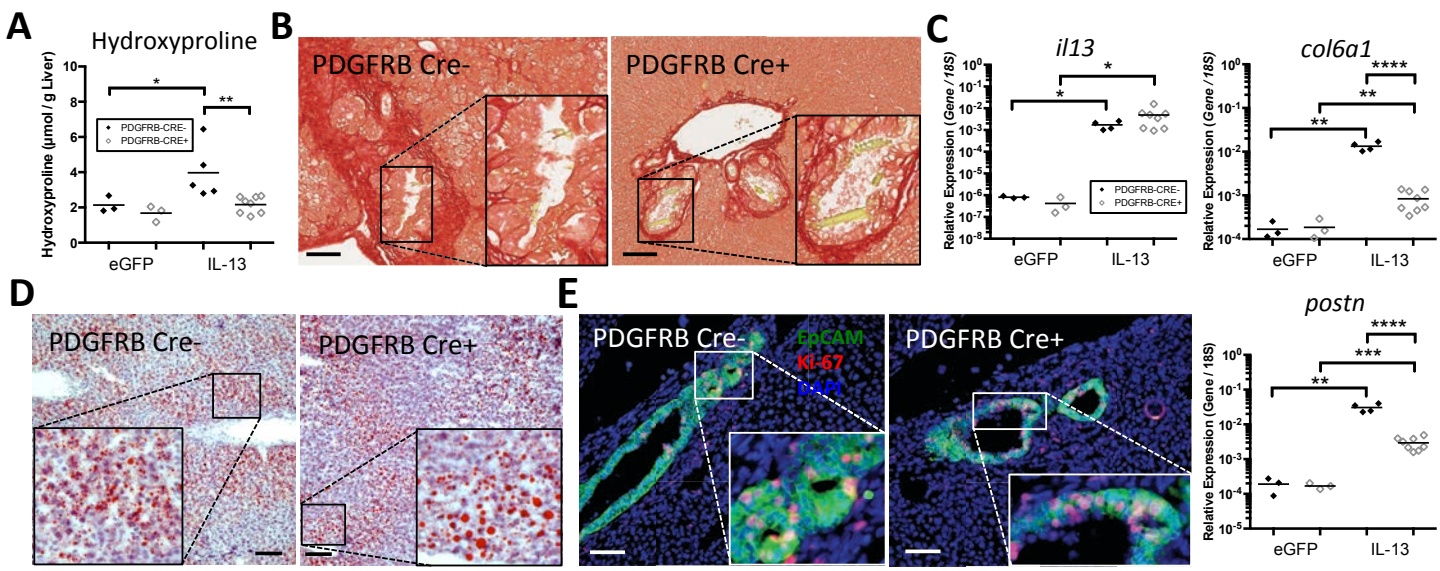 A
Hydroxyproline
Hydroxyproline (μmol / g Liver)
10
8
6
4
2
0
*
**
PDGFRB-CRE-
PDGFRB-CRE+
eGFP
IL-13
B
PDGFRB Cre-
PDGFRB Cre+
C
il13
Relative Expression (Gene / 18S)
10⁰
10⁻¹
10⁻²
10⁻³
10⁻⁴
10⁻⁵
10⁻⁶
10⁻⁷
10⁻⁸
*
*
PDGFRB-CRE-
PDGFRB-CRE+
eGFP
IL-13
col6a1
Relative Expression (Gene / 18S)
10⁰
10⁻¹
10⁻²
10⁻³
10⁻⁴
****
**
**
eGFP
IL-13
D
PDGFRB Cre-
PDGFRB Cre+
E
PDGFRB Cre-
EpCAM
Ki-67
DAPI
PDGFRB Cre+
postn
Relative Expression (Gene / 18S)
10⁰
10⁻¹
10⁻²
10⁻³
10⁻⁴
10⁻⁵
****
***
**
eGFP
IL-13